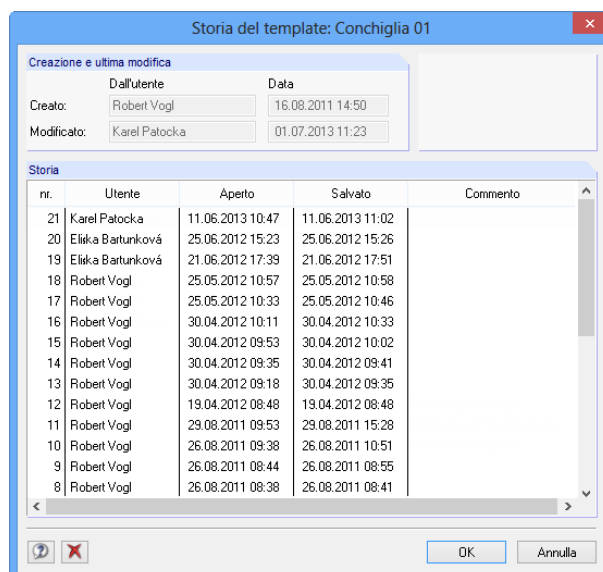 Storia del template: Conchiglia 01
Creazione e ultima modifica
Dall'utente Data
Creato: Robert Vogl 16.08.2011 14:50
Modificato: Karel Patocka 01.07.2013 11:23
Storia
nr. Utente Aperto Salvato Commento
21 Karel Patocka 11.06.2013 10:47 11.06.2013 11:02
20 Eliška Bartunková 25.06.2012 15:23 25.06.2012 15:26
19 Eliška Bartunková 21.06.2012 17:39 21.06.2012 17:51
18 Robert Vogl 25.05.2012 10:57 25.05.2012 10:58
17 Robert Vogl 25.05.2012 10:33 25.05.2012 10:46
16 Robert Vogl 30.04.2012 10:11 30.04.2012 10:33
15 Robert Vogl 30.04.2012 09:53 30.04.2012 10:02
14 Robert Vogl 30.04.2012 09:35 30.04.2012 09:41
13 Robert Vogl 30.04.2012 09:18 30.04.2012 09:35
12 Robert Vogl 19.04.2012 08:48 19.04.2012 08:48
11 Robert Vogl 29.08.2011 09:53 29.08.2011 15:28
10 Robert Vogl 26.08.2011 09:38 26.08.2011 10:51
9 Robert Vogl 26.08.2011 08:44 26.08.2011 08:55
8 Robert Vogl 26.08.2011 08:38 26.08.2011 08:41
OK Annulla